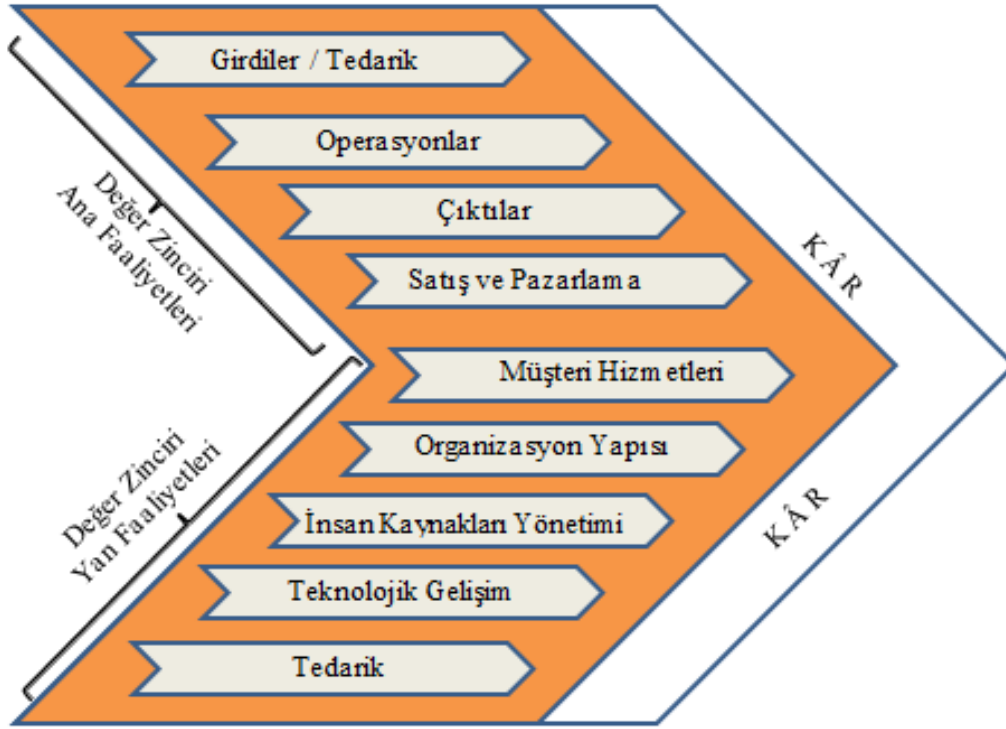 Girdiler / Tedarik
Operasyonlar
Çıktılar
Satış ve Pazarlama
Müşteri Hizmetleri
Organizasyon Yapısı
İnsan Kaynakları Yönetimi
Teknolojik Gelişim
Tedarik
Değer Zinciri
Ana Faaliyetleri
Değer Zinciri
Yan Faaliyetleri
KÂR
KÂR